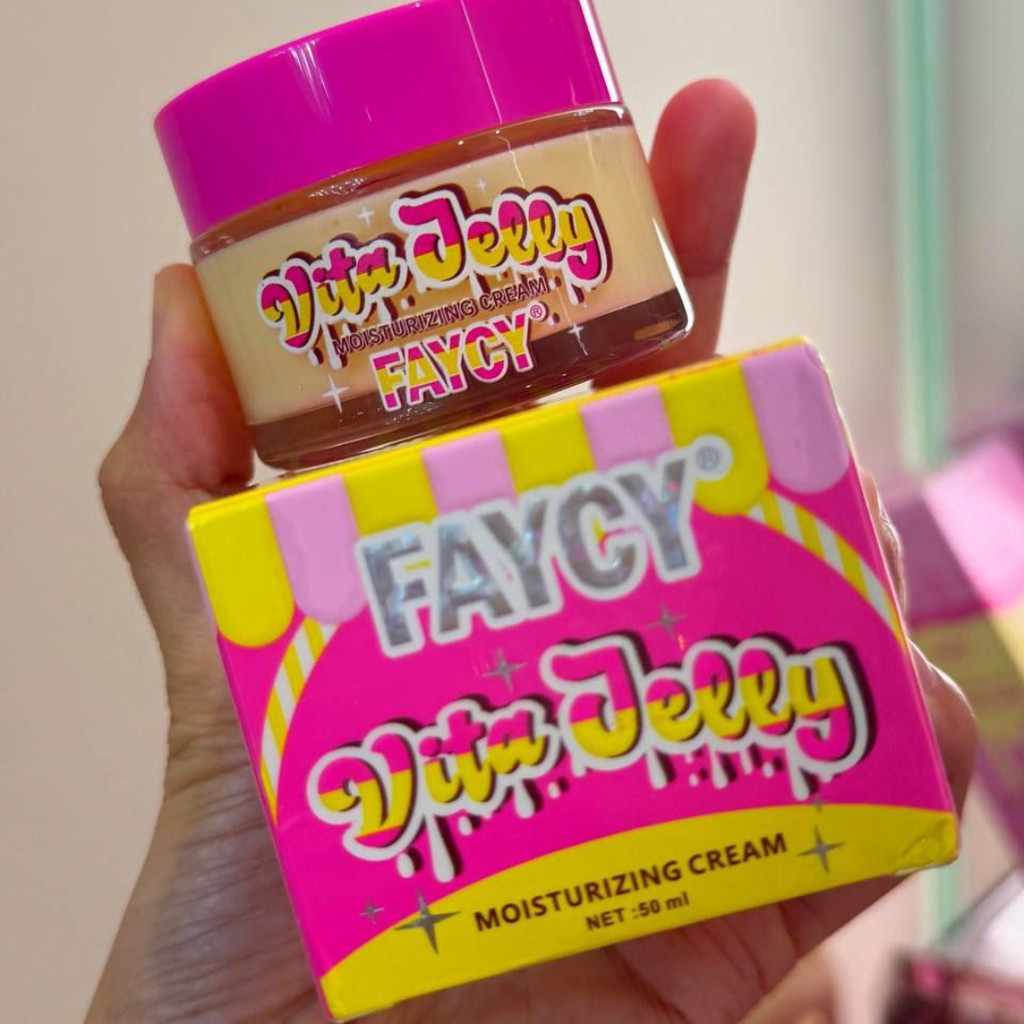 Vita Jelly
MOISTURIZING CREAM
FAYCY®
FAYCY®
Vita Jelly
MOISTURIZING CREAM
NET :50 ml